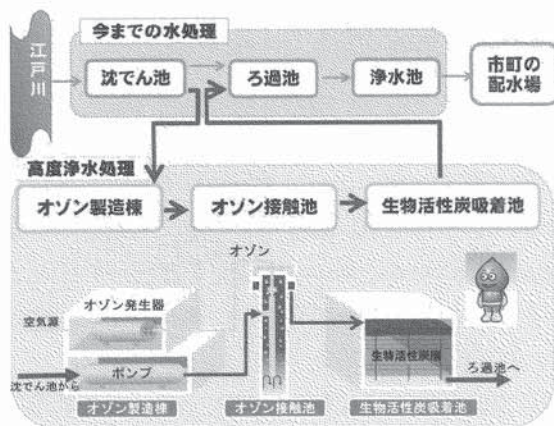 今までの水処理
江戸川
沈でん池
ろ過池
浄水池
市町の
配水場
高度浄水処理
オゾン製造棟
オゾン接触池
生物活性炭吸着池
オゾン
オゾン発生器
空気源
ポンプ
生物活性炭層
沈でん池から
ろ過池へ
オゾン製造棟
オゾン接触池
生物活性炭吸着池